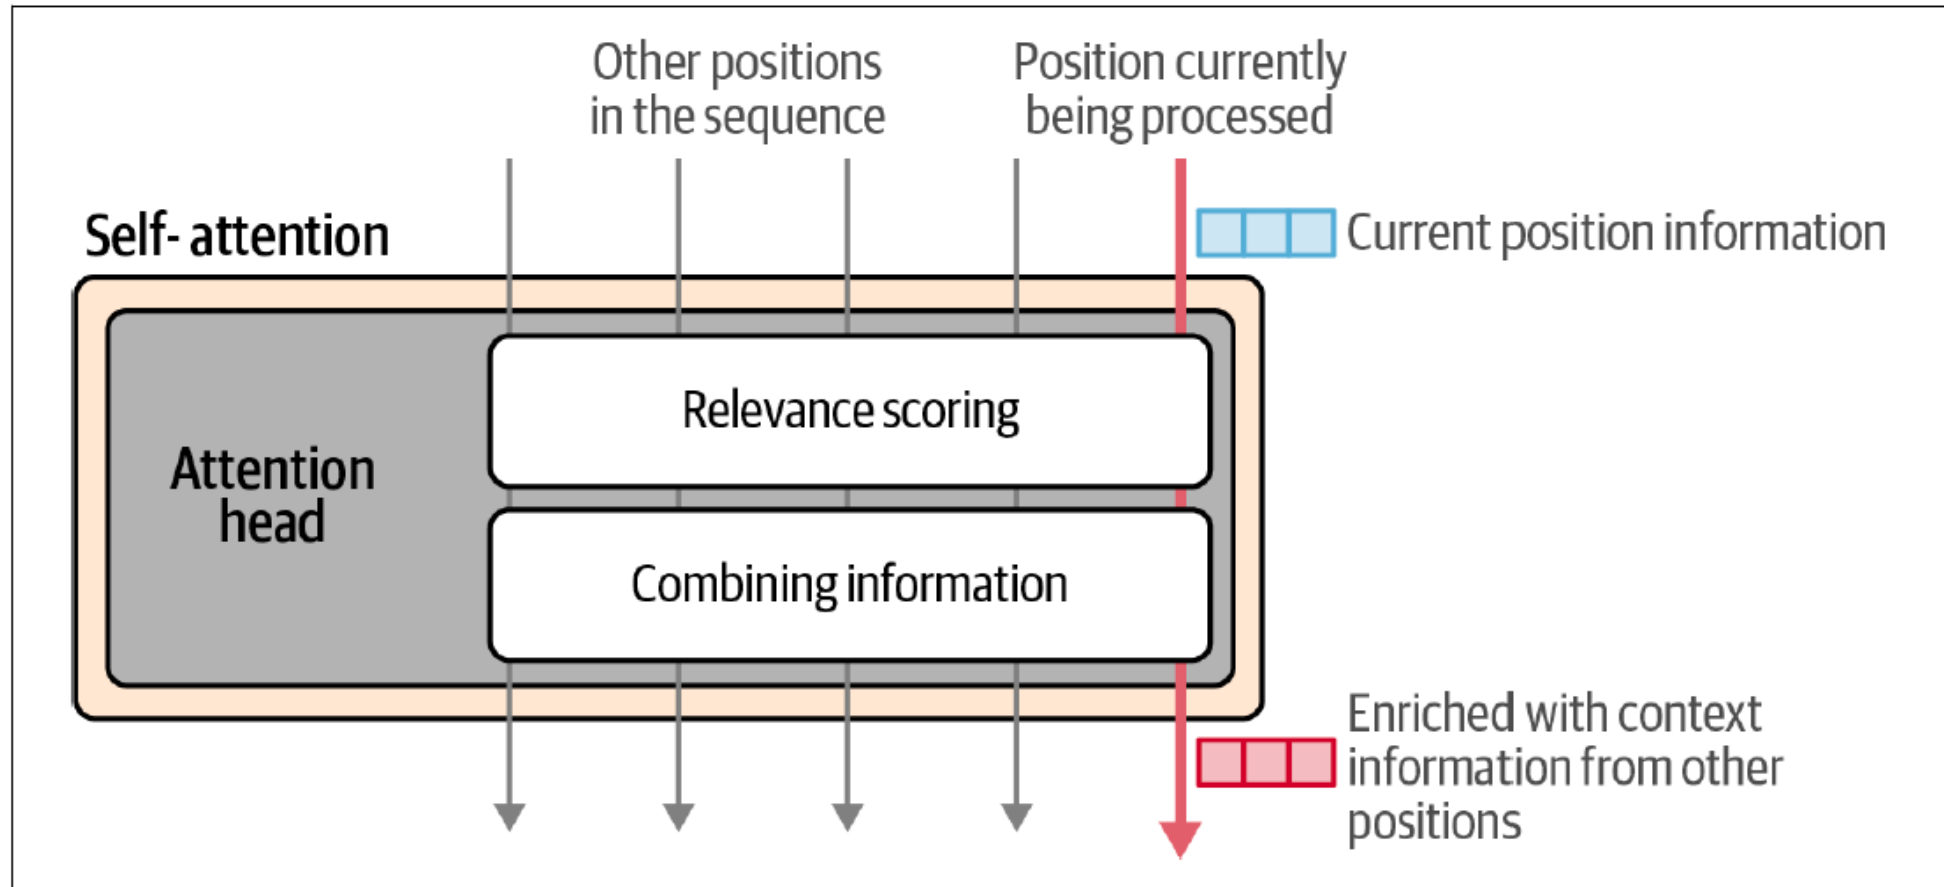 Other positions
in the sequence
Position currently
being processed
Self- attention
Current position information
Relevance scoring
Attention
head
Combining information
Enriched with context
information from other
positions